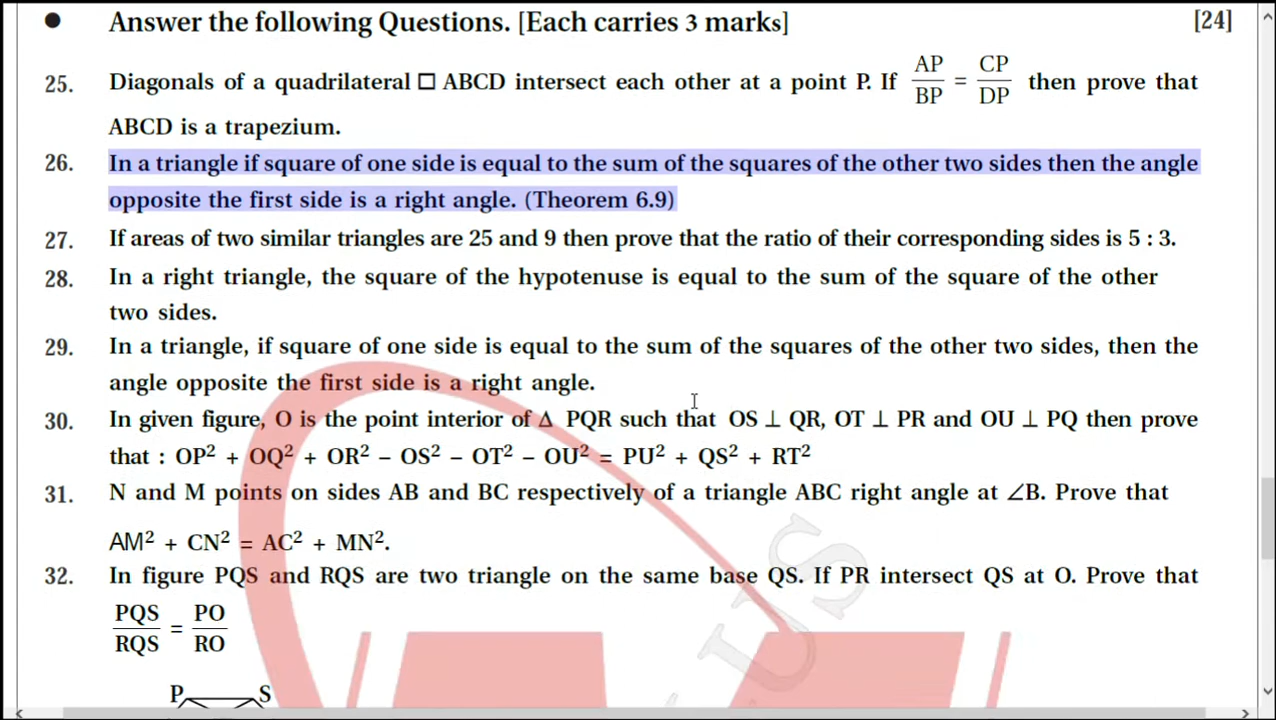 ● Answer the following Questions. [Each carries 3 marks] [24]
25. Diagonals of a quadrilateral □ ABCD intersect each other at a point P. If AP/BP = CP/DP then prove that
ABCD is a trapezium.
26. In a triangle if square of one side is equal to the sum of the squares of the other two sides then the angle
opposite the first side is a right angle. (Theorem 6.9)
27. If areas of two similar triangles are 25 and 9 then prove that the ratio of their corresponding sides is 5 : 3.
28. In a right triangle, the square of the hypotenuse is equal to the sum of the square of the other
two sides.
29. In a triangle, if square of one side is equal to the sum of the squares of the other two sides, then the
angle opposite the first side is a right angle.
30. In given figure, O is the point interior of Δ PQR such that OS ⊥ QR, OT ⊥ PR and OU ⊥ PQ then prove
that : OP² + OQ² + OR² – OS² – OT² – OU² = PU² + QS² + RT²
31. N and M points on sides AB and BC respectively of a triangle ABC right angle at ∠B. Prove that
AM² + CN² = AC² + MN².
32. In figure PQS and RQS are two triangle on the same base QS. If PR intersect QS at O. Prove that
PQS/RQS = PO/RO
P S
US